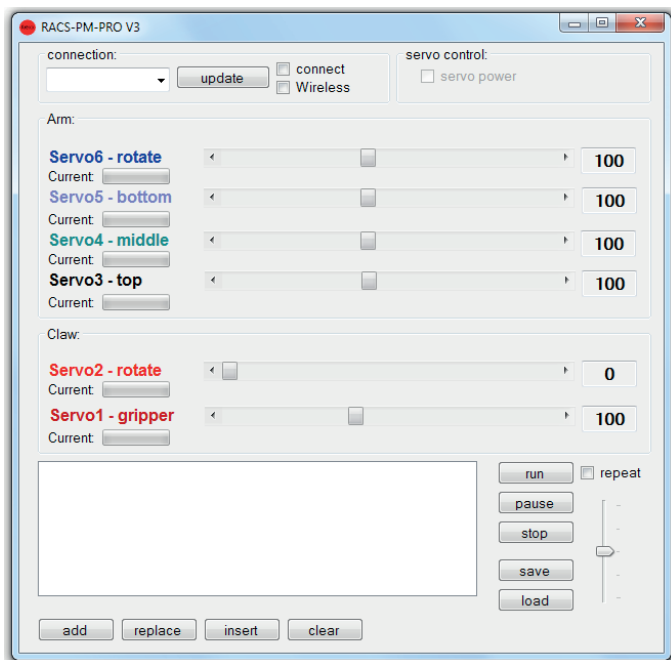 RACS-PM-PRO V3
connection:
update
connect
Wireless
servo control:
servo power
Arm:
Servo6 - rotate
100
Current:
Servo5 - bottom
100
Current:
Servo4 - middle
100
Current:
Servo3 - top
100
Current:
Claw:
Servo2 - rotate
0
Current:
Servo1 - gripper
100
Current:
run
repeat
pause
stop
save
load
add
replace
insert
clear